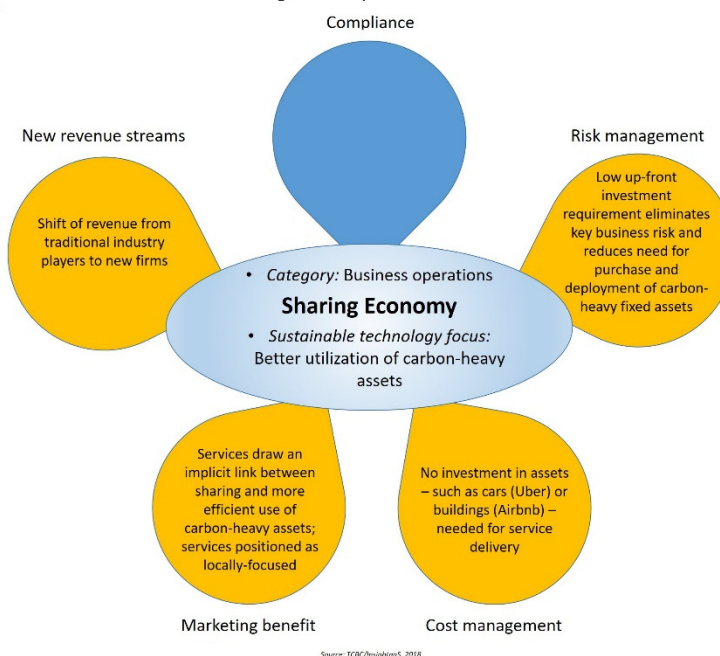 Compliance
New revenue streams
Risk management
Shift of revenue from
traditional industry
players to new firms
Low up-front
investment
requirement eliminates
key business risk and
reduces need for
purchase and
deployment of carbon-
heavy fixed assets
• Category: Business operations
Sharing Economy
• Sustainable technology focus:
Better utilization of carbon-heavy
assets
Services draw an
implicit link between
sharing and more
efficient use of
carbon-heavy assets;
services positioned as
locally-focused
No investment in assets
– such as cars (Uber) or
buildings (Airbnb) –
needed for service
delivery
Marketing benefit
Cost management
Source: TCBC/InsightaaS, 2018